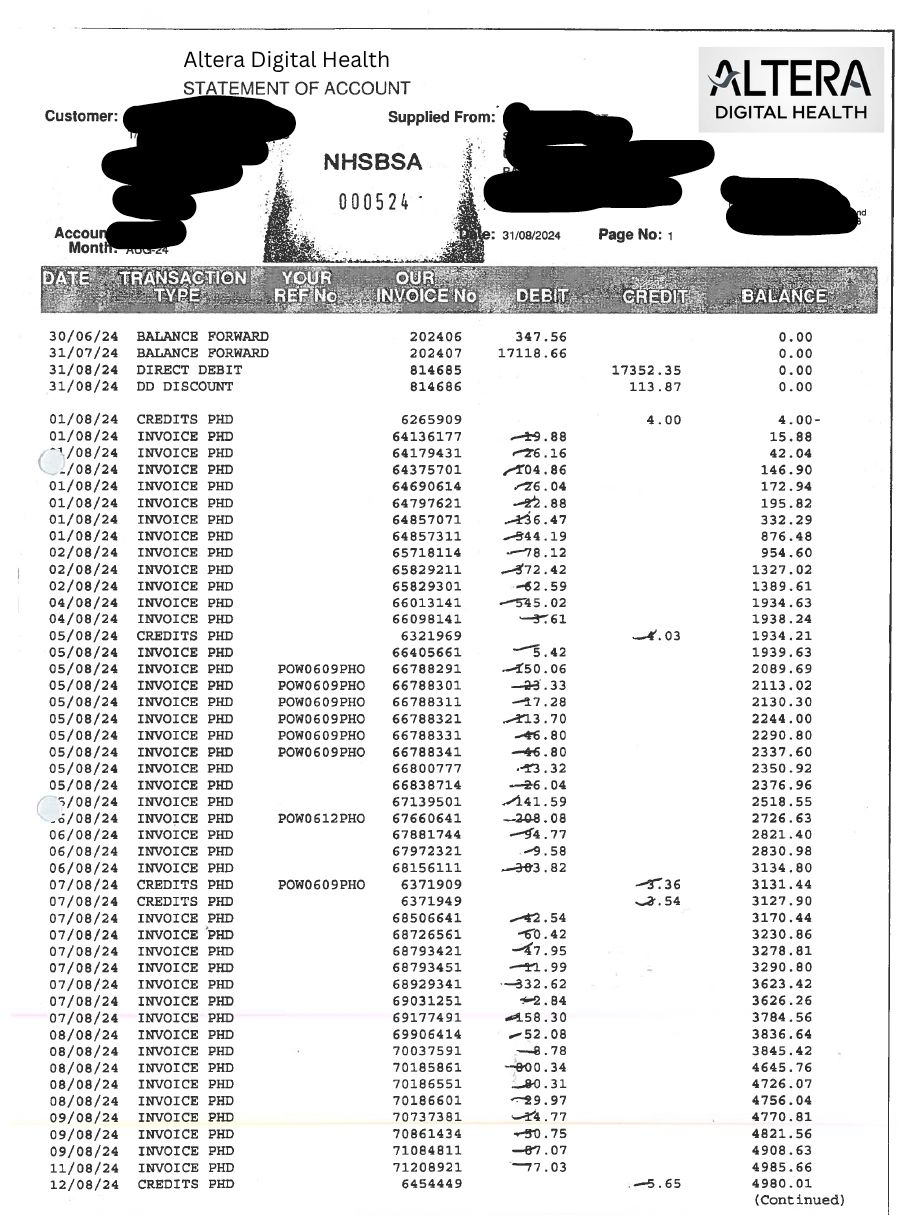 Altera Digital Health
STATEMENT OF ACCOUNT
ALTERA
DIGITAL HEALTH
Customer:
Supplied From:
NHSBSA
000524
Date: 31/08/2024 Page No: 1
Month: AUG-24
DATE TRANSACTION TYPE YOUR REF No OUR INVOICE No DEBIT CREDIT BALANCE
30/06/24 BALANCE FORWARD 202406 347.56 0.00
31/07/24 BALANCE FORWARD 202407 17118.66 0.00
31/08/24 DIRECT DEBIT 814685 17352.35 0.00
31/08/24 DD DISCOUNT 814686 113.87 0.00
01/08/24 CREDITS PHD 6265909 4.00 4.00-
01/08/24 INVOICE PHD 64136177 19.88 15.88
/08/24 INVOICE PHD 64179431 26.16 42.04
/08/24 INVOICE PHD 64375701 104.86 146.90
01/08/24 INVOICE PHD 64690614 26.04 172.94
01/08/24 INVOICE PHD 64797621 22.88 195.82
01/08/24 INVOICE PHD 64857071 136.47 332.29
01/08/24 INVOICE PHD 64857311 544.19 876.48
02/08/24 INVOICE PHD 65718114 78.12 954.60
02/08/24 INVOICE PHD 65829211 372.42 1327.02
02/08/24 INVOICE PHD 65829301 62.59 1389.61
04/08/24 INVOICE PHD 66013141 545.02 1934.63
04/08/24 INVOICE PHD 66098141 3.61 1938.24
05/08/24 CREDITS PHD 6321969 4.03 1934.21
05/08/24 INVOICE PHD 66405661 5.42 1939.63
05/08/24 INVOICE PHD POW0609PHO 66788291 150.06 2089.69
05/08/24 INVOICE PHD POW0609PHO 66788301 23.33 2113.02
05/08/24 INVOICE PHD POW0609PHO 66788311 17.28 2130.30
05/08/24 INVOICE PHD POW0609PHO 66788321 113.70 2244.00
05/08/24 INVOICE PHD POW0609PHO 66788331 46.80 2290.80
05/08/24 INVOICE PHD POW0609PHO 66788341 46.80 2337.60
05/08/24 INVOICE PHD 66800777 13.32 2350.92
05/08/24 INVOICE PHD 66838714 26.04 2376.96
/08/24 INVOICE PHD 67139501 141.59 2518.55
/08/24 INVOICE PHD POW0612PHO 67660641 208.08 2726.63
06/08/24 INVOICE PHD 67881744 94.77 2821.40
06/08/24 INVOICE PHD 67972321 9.58 2830.98
06/08/24 INVOICE PHD 68156111 303.82 3134.80
07/08/24 CREDITS PHD POW0609PHO 6371909 3.36 3131.44
07/08/24 CREDITS PHD 6371949 3.54 3127.90
07/08/24 INVOICE PHD 68506641 42.54 3170.44
07/08/24 INVOICE PHD 68726561 60.42 3230.86
07/08/24 INVOICE PHD 68793421 47.95 3278.81
07/08/24 INVOICE PHD 68793451 11.99 3290.80
07/08/24 INVOICE PHD 68929341 332.62 3623.42
07/08/24 INVOICE PHD 69031251 2.84 3626.26
07/08/24 INVOICE PHD 69177491 158.30 3784.56
08/08/24 INVOICE PHD 69906414 52.08 3836.64
08/08/24 INVOICE PHD 70037591 8.78 3845.42
08/08/24 INVOICE PHD 70185861 800.34 4645.76
08/08/24 INVOICE PHD 70186551 80.31 4726.07
08/08/24 INVOICE PHD 70186601 29.97 4756.04
09/08/24 INVOICE PHD 70737381 14.77 4770.81
09/08/24 INVOICE PHD 70861434 50.75 4821.56
09/08/24 INVOICE PHD 71084811 87.07 4908.63
11/08/24 INVOICE PHD 71208921 77.03 4985.66
12/08/24 CREDITS PHD 6454449 5.65 4980.01
(Continued)